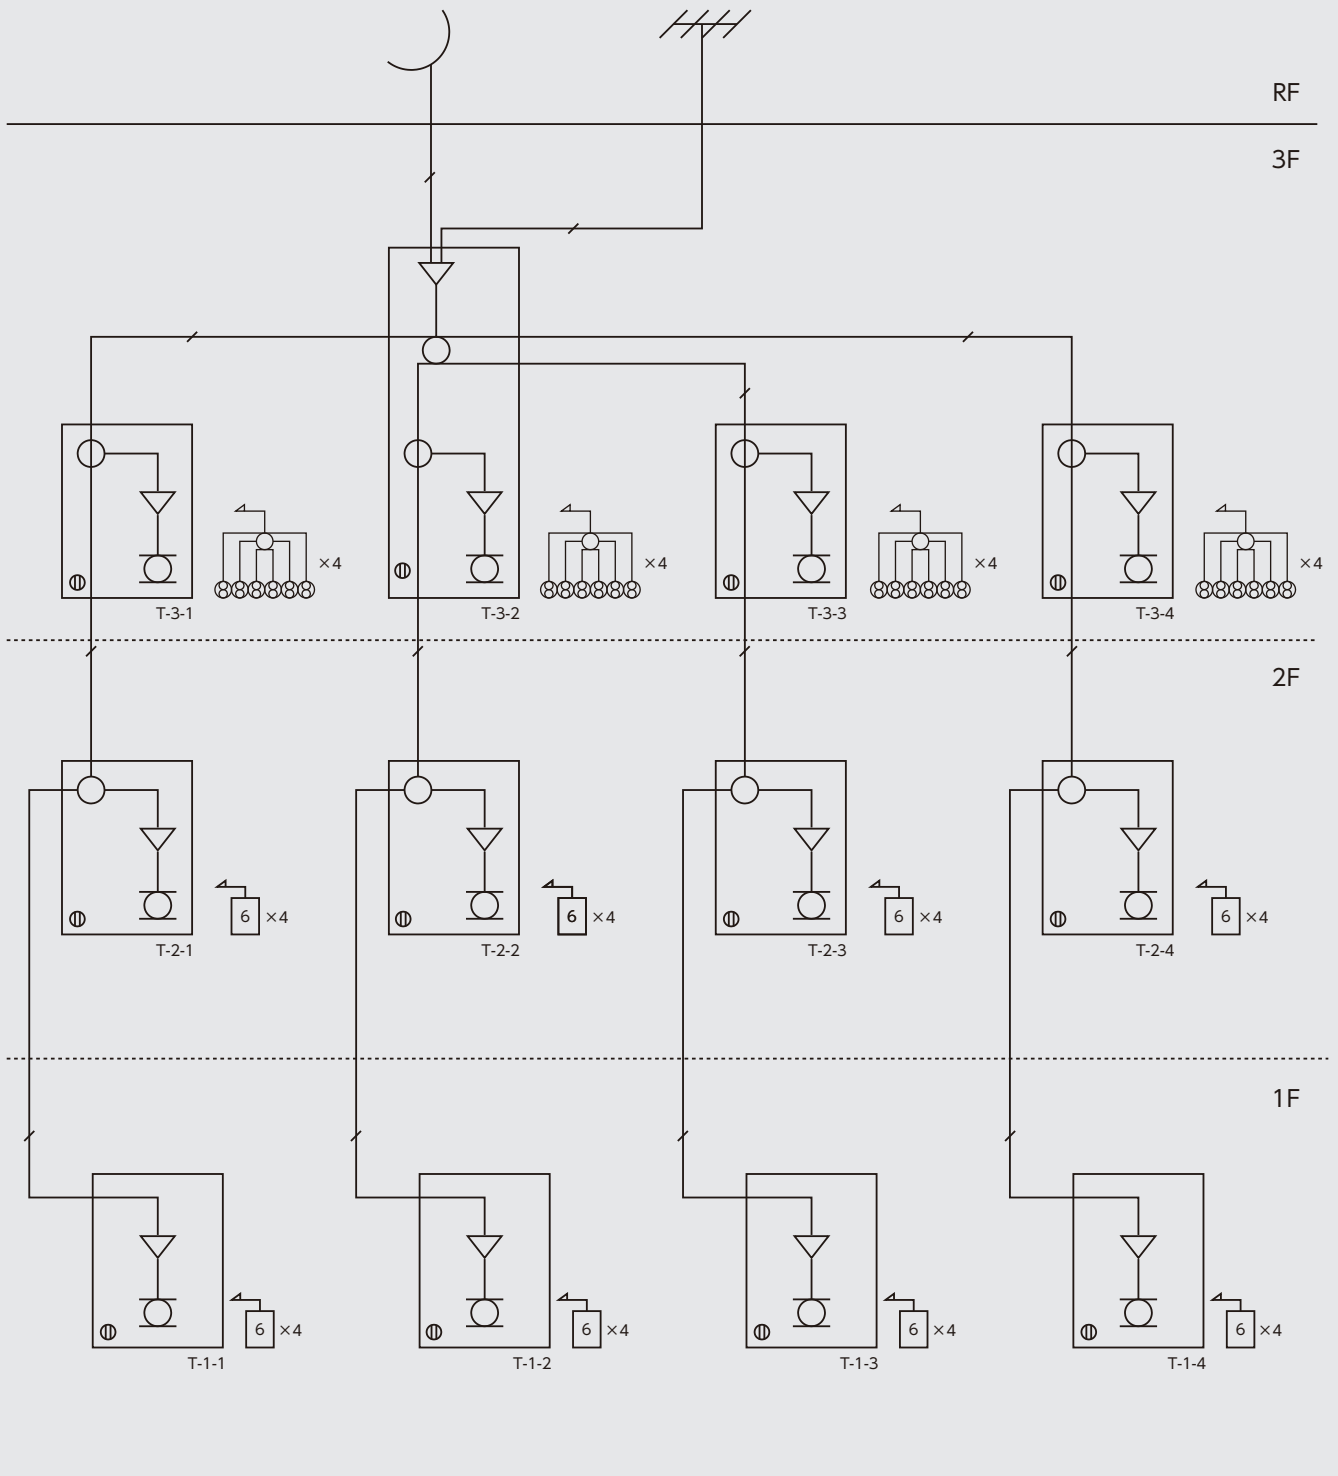 RF
3F
×4 ×4 ×4 ×4
T-3-1 T-3-2 T-3-3 T-3-4
2F
6 ×4 6 ×4 6 ×4 6 ×4
T-2-1 T-2-2 T-2-3 T-2-4
1F
6 ×4 6 ×4 6 ×4 6 ×4
T-1-1 T-1-2 T-1-3 T-1-4